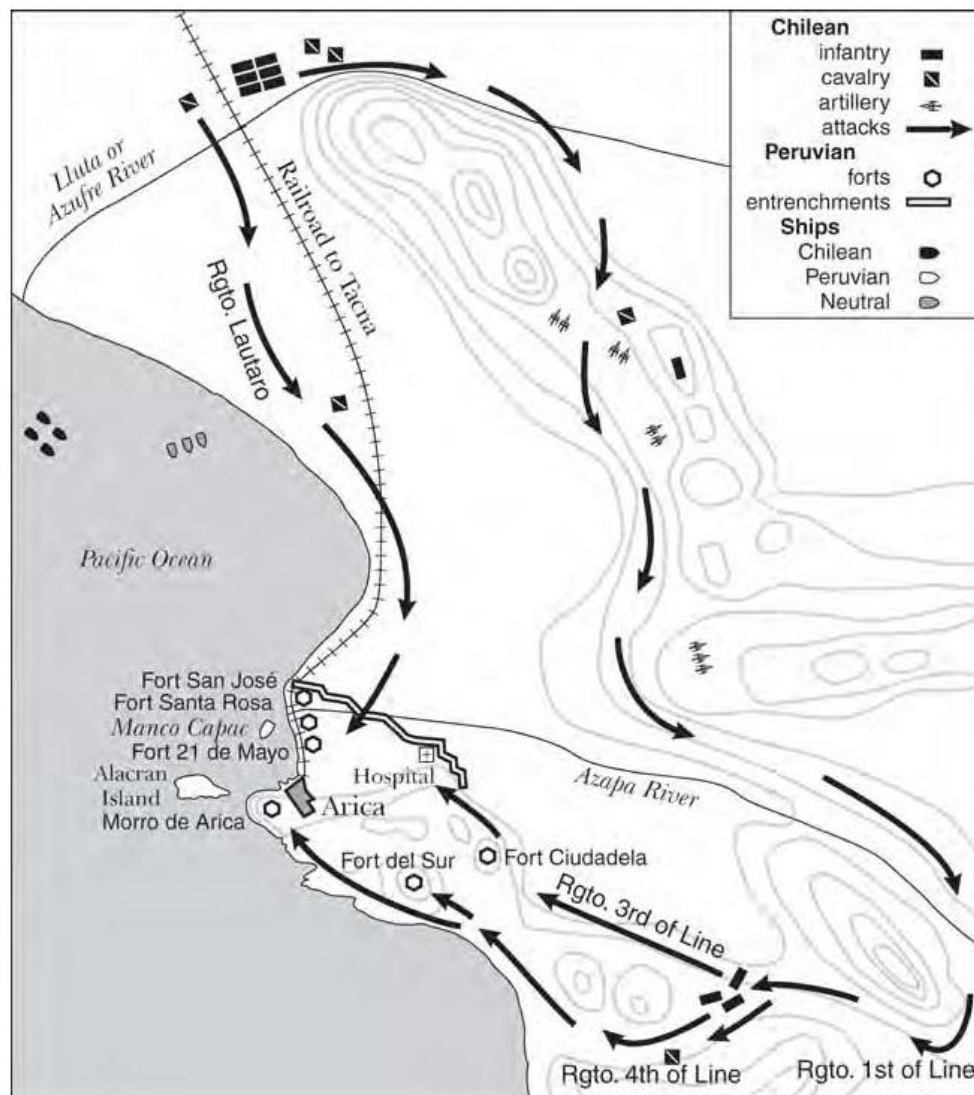 Chilean
infantry
cavalry
artillery
attacks
Peruvian
forts
entrenchments
Ships
Chilean
Peruvian
Neutral
Lluta or
Azufre River
Railroad to Tacna
Rgto. Lautaro
Pacific Ocean
Fort San José
Fort Santa Rosa
Manco Capac
Fort 21 de Mayo
Alacran
Island
Morro de Arica
Arica
Hospital
Azapa River
Fort del Sur
Fort Ciudadela
Rgto. 3rd of Line
Rgto. 4th of Line
Rgto. 1st of Line